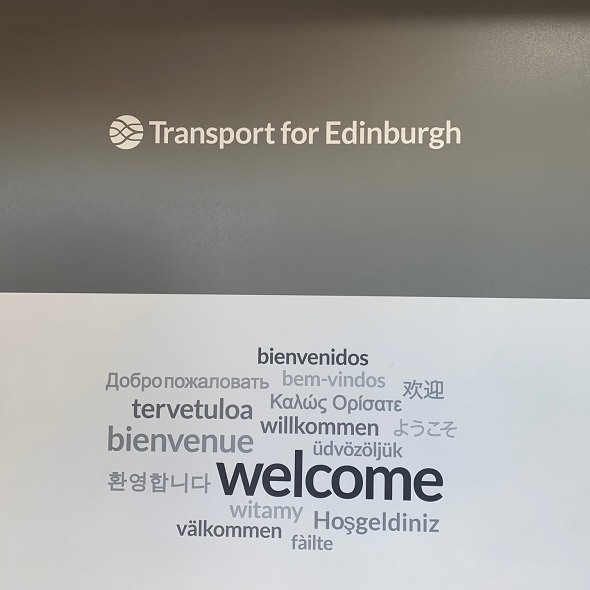 Transport for Edinburgh
bienvenidos
Добро пожаловать bem-vindos 欢迎
tervetuloa Καλώς Ορίσατε
willkommen ようこそ
bienvenue üdvözöljük
환영합니다 welcome
witamy Hoşgeldiniz
välkommen fàilte